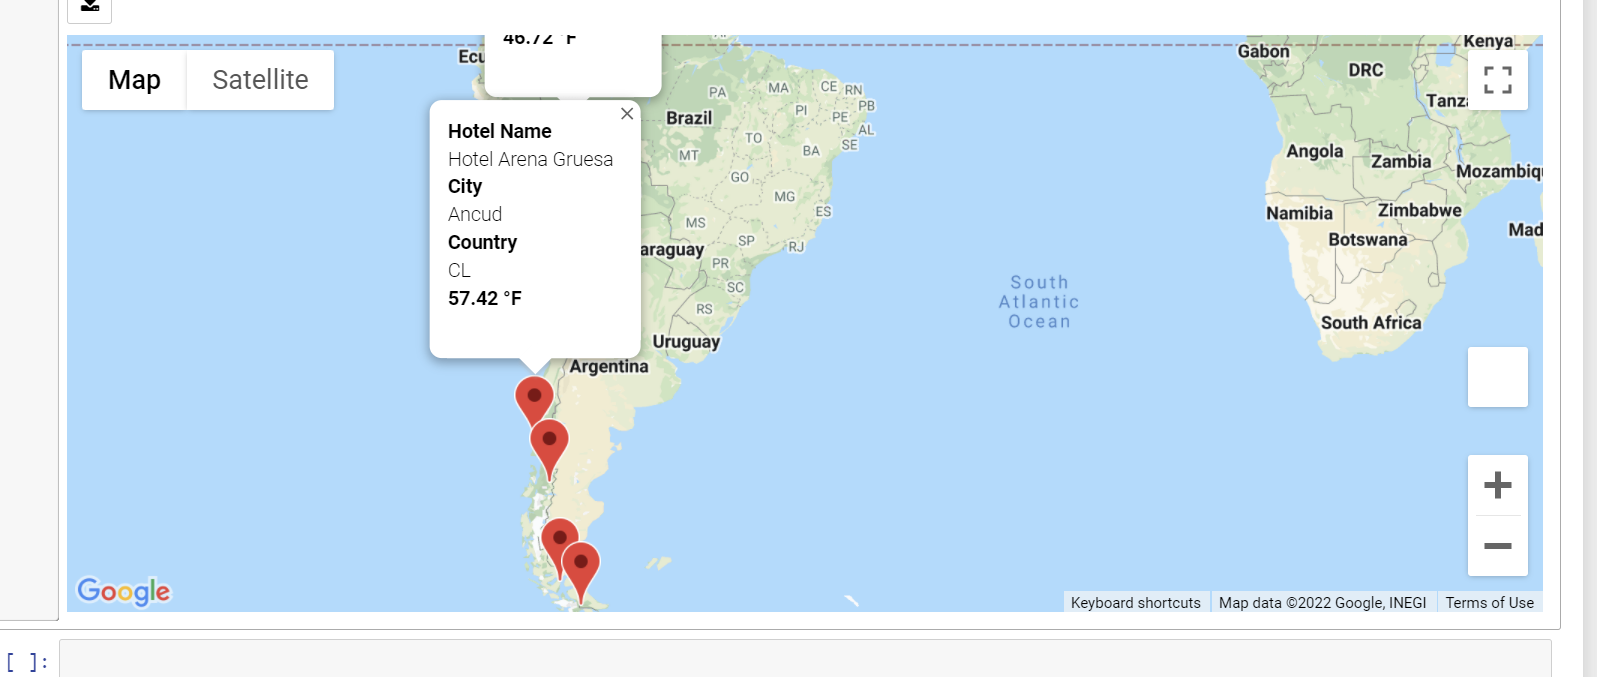 46.72 °F
Map
Satellite
Ecu
Gabon
Kenya
DRC
Tanza
PA
MA
CE
RN
PB
PI
PE
AL
Brazil
TO
SE
BA
MT
GO
MG
ES
MS
SP
RJ
araguay
PR
SC
RS
Uruguay
Argentina
Hotel Name
Hotel Arena Gruesa
City
Ancud
Country
CL
57.42 °F
South
Atlantic
Ocean
Angola
Zambia
Mozambiqu
Namibia
Zimbabwe
Botswana
Mad
South Africa
Google
Keyboard shortcuts
Map data ©2022 Google, INEGI
Terms of Use
[ ]: